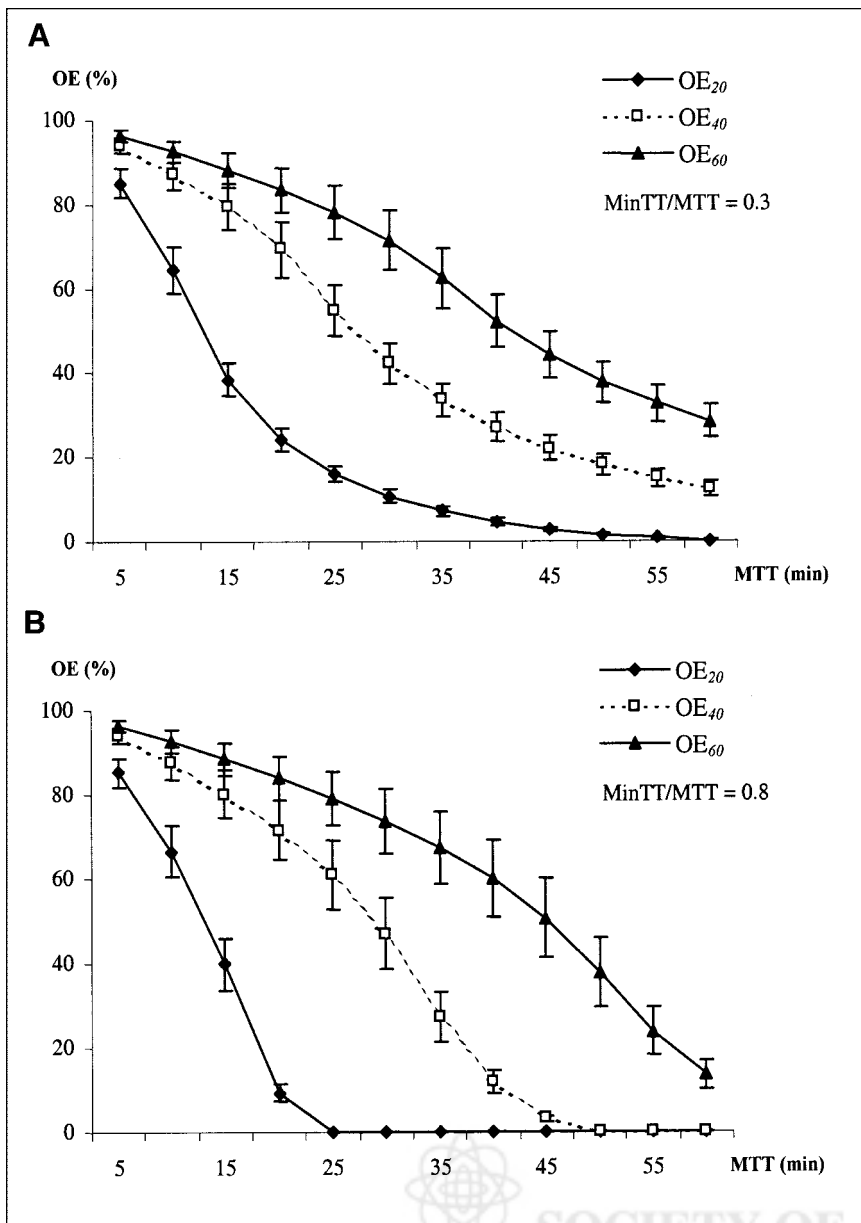 A
OE (%)
OE20
OE40
OE60
MinTT/MTT = 0.3
100
80
60
40
20
0
5 15 25 35 45 55 MTT (min)
B
OE (%)
OE20
OE40
OE60
MinTT/MTT = 0.8
100
80
60
40
20
0
5 15 25 35 45 55 MTT (min)
SOCIETY OF